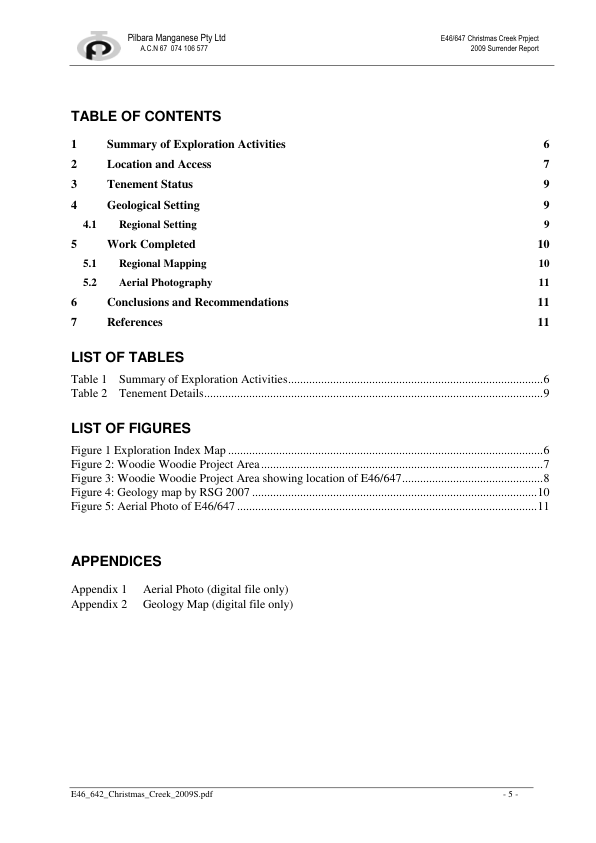 Pilbara Manganese Pty Ltd
A.C.N 67 074 106 577
E46/647 Christmas Creek Prpject
2009 Surrender Report
TABLE OF CONTENTS
1 Summary of Exploration Activities 6
2 Location and Access 7
3 Tenement Status 9
4 Geological Setting 9
4.1 Regional Setting 9
5 Work Completed 10
5.1 Regional Mapping 10
5.2 Aerial Photography 11
6 Conclusions and Recommendations 11
7 References 11
LIST OF TABLES
Table 1 Summary of Exploration Activities.....................................................................................6
Table 2 Tenement Details.................................................................................................................9
LIST OF FIGURES
Figure 1 Exploration Index Map .........................................................................................................6
Figure 2: Woodie Woodie Project Area..............................................................................................7
Figure 3: Woodie Woodie Project Area showing location of E46/647...............................................8
Figure 4: Geology map by RSG 2007 ...............................................................................................10
Figure 5: Aerial Photo of E46/647 ....................................................................................................11
APPENDICES
Appendix 1 Aerial Photo (digital file only)
Appendix 2 Geology Map (digital file only)
E46_642_Christmas_Creek_2009S.pdf - 5 -